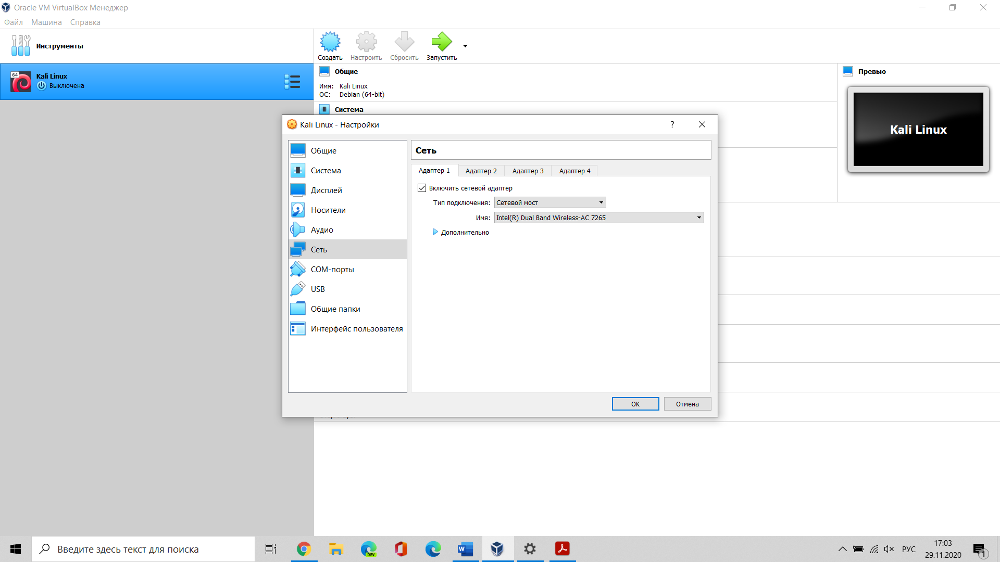 Oracle VM VirtualBox Менеджер
Файл Машина Справка
Инструменты
Создать Настроить Сбросить Запустить
64
Kali Linux
Выключена
Общие
Имя: Kali Linux
ОС: Debian (64-bit)
Система
Превью
Kali Linux
Kali Linux - Настройки
?
Общие
Система
Дисплей
Носители
Аудио
Сеть
COM-порты
USB
Общие папки
Интерфейс пользователя
Сеть
Адаптер 1 Адаптер 2 Адаптер 3 Адаптер 4
Включить сетевой адаптер
Тип подключения: Сетевой мост
Имя: Intel(R) Dual Band Wireless-AC 7265
Дополнительно
OK Отмена
Введите здесь текст для поиска
DEV
W
РУС
17:03
29.11.2020
1